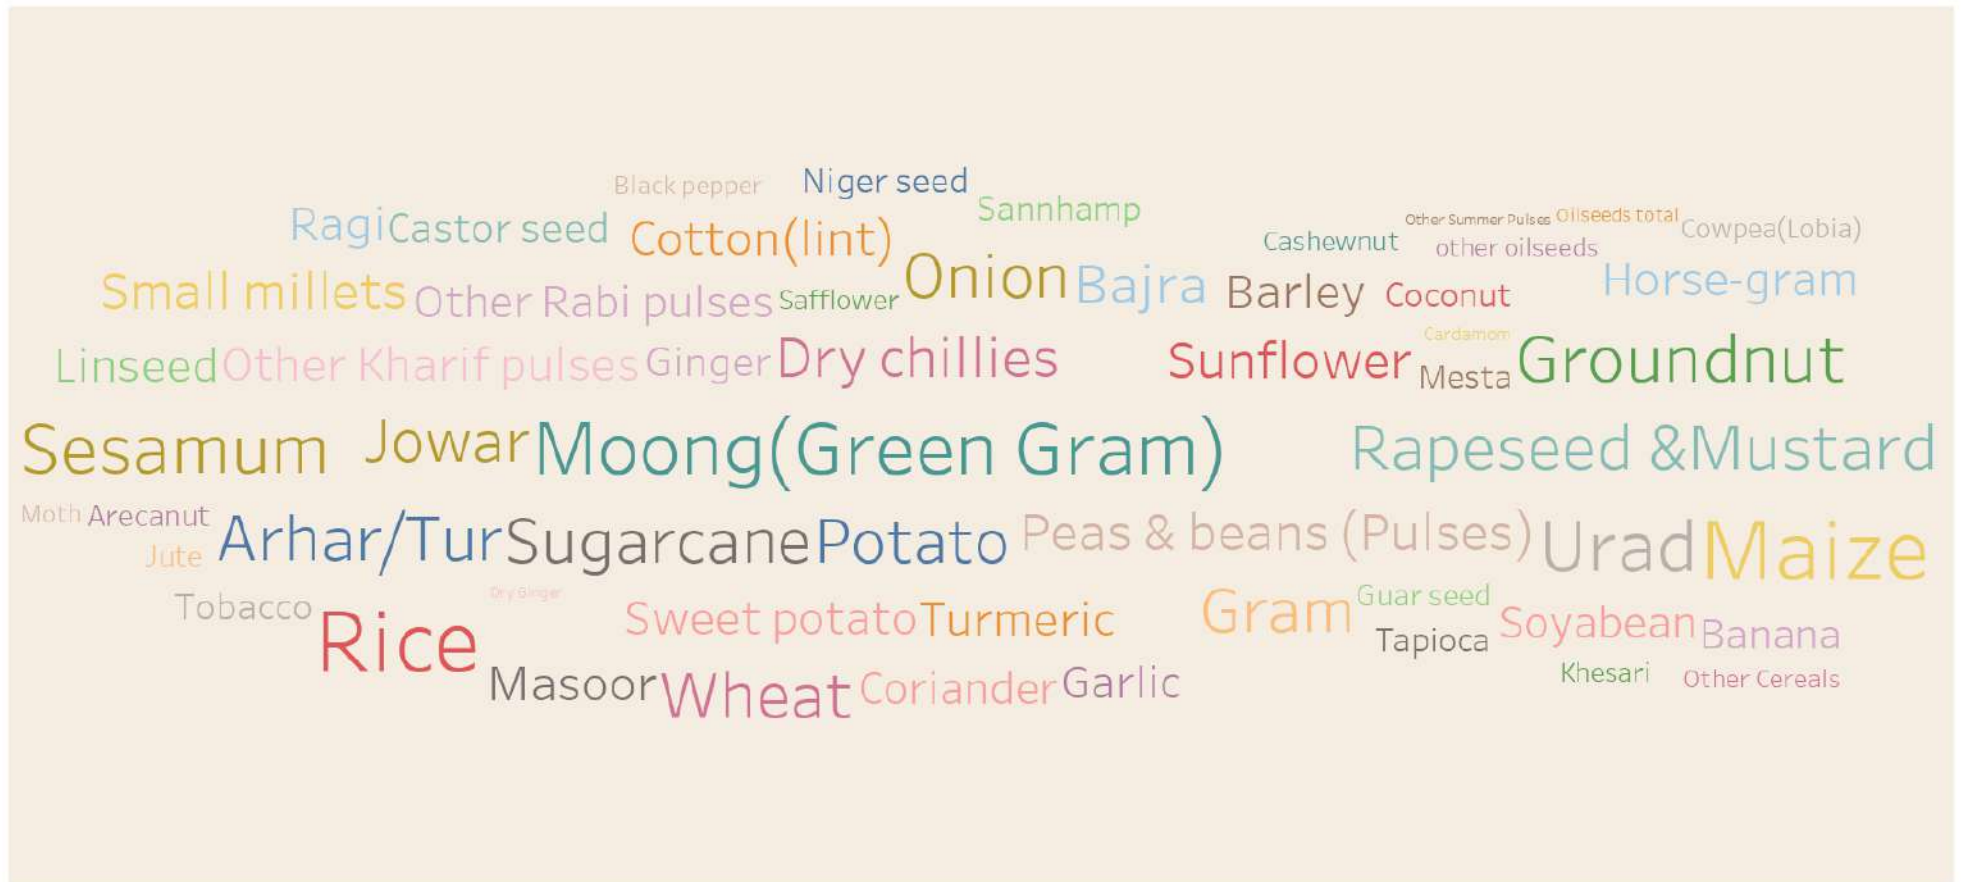 Black pepper Niger seed
Ragi Castor seed Cotton(lint) Sannhamp Cashewnut Other Summer Pulses Oilseeds total Cowpea(Lobia)
other oilseeds
Small millets Other Rabi pulses Safflower Onion Bajra Barley Coconut Horse-gram
Linseed Other Kharif pulses Ginger Dry chillies Sunflower Cardamom Groundnut
Mesta
Sesamum Jowar Moong(Green Gram) Rapeseed &Mustard
Moth Arecanut Arhar/Tur Sugarcane Potato Peas & beans (Pulses) Urad Maize
Jute
Tobacco Rice Dry Ginger Sweet potato Turmeric Gram Guar seed Soyabean Banana
Tapioca
Masoor Wheat Coriander Garlic Khesari Other Cereals